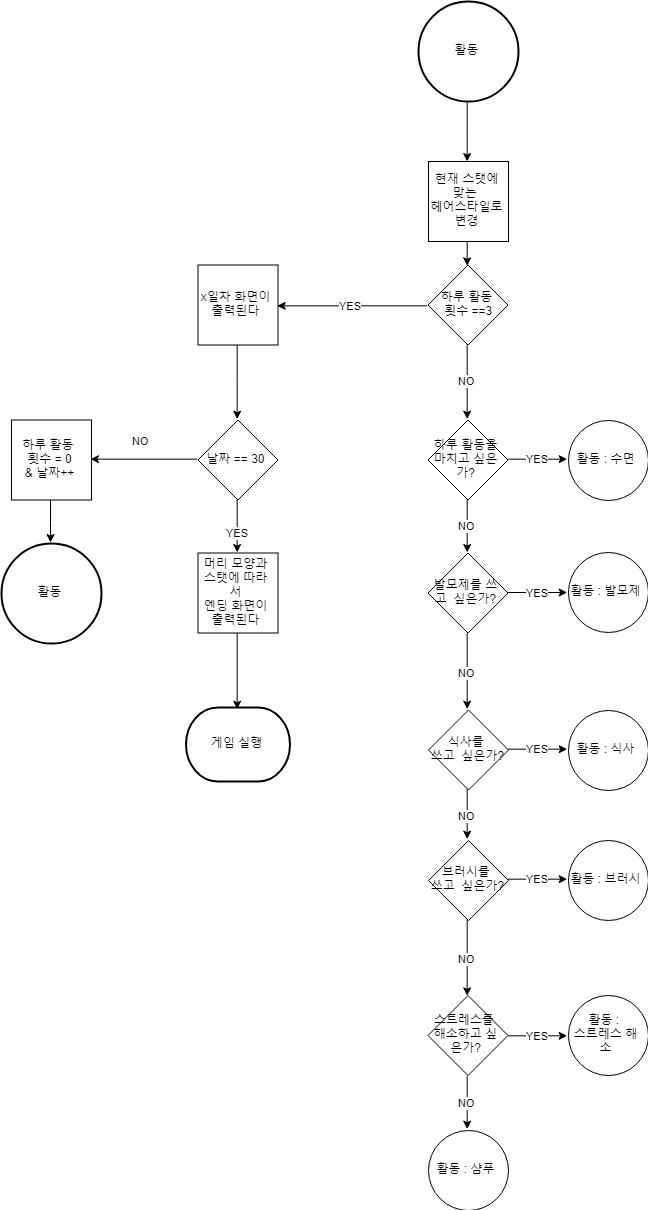 활동
현재 스탯에
맞는
헤어스타일로
변경
x일차 화면이
출력된다
YES
하루 활동
횟수 ==3
NO
하루 활동
횟수 = 0
& 날짜++
NO
날짜 == 30
하루 활동을
마치고 싶은
가?
YES
활동 : 수면
YES
NO
활동
머리 모양과
스탯에 따라
서
엔딩 화면이
출력된다
발모제를 쓰
고 싶은가?
YES
활동 : 발모제
NO
게임 실행
식사를
쓰고 싶은가?
YES
활동 : 식사
NO
브러시를
쓰고 싶은가?
YES
활동 : 브러시
NO
스트레스를
해소하고 싶
은가?
YES
활동 :
스트레스 해
소
NO
활동 : 샴푸